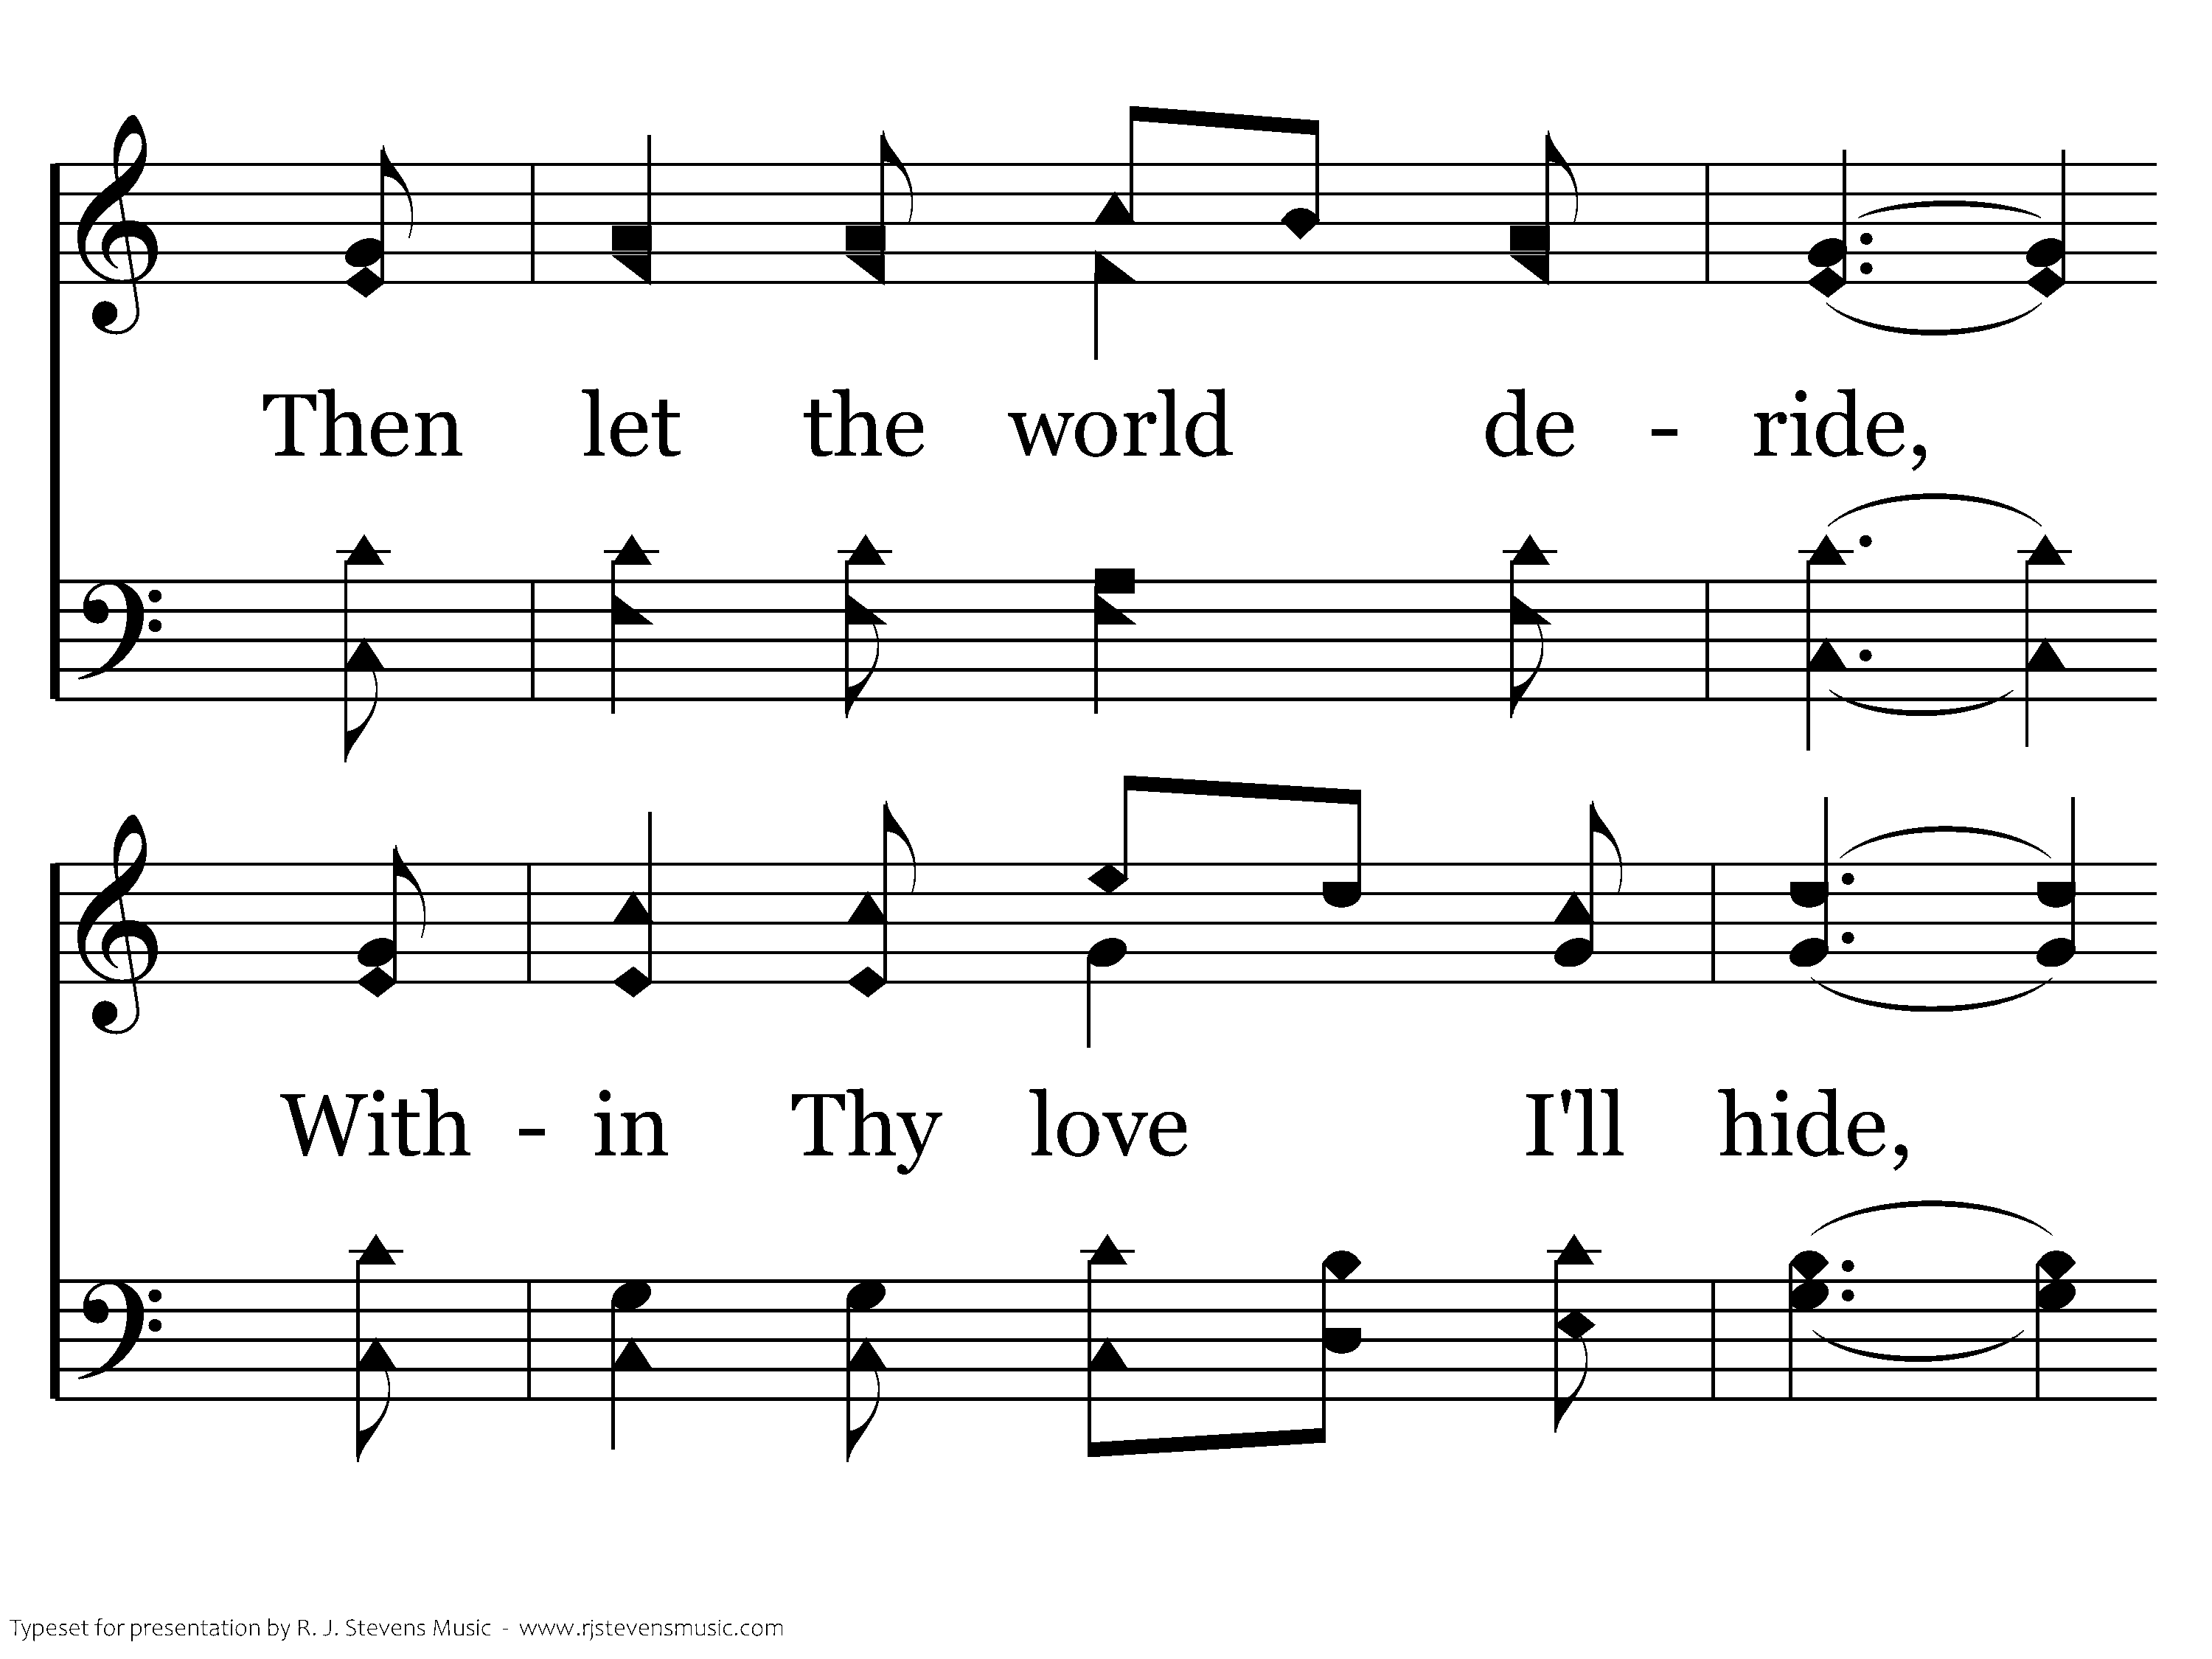 Then let the world de - ride,
With - in Thy love I'll hide,
Typeset for presentation by R. J. Stevens Music - www.rjstevensmusic.com